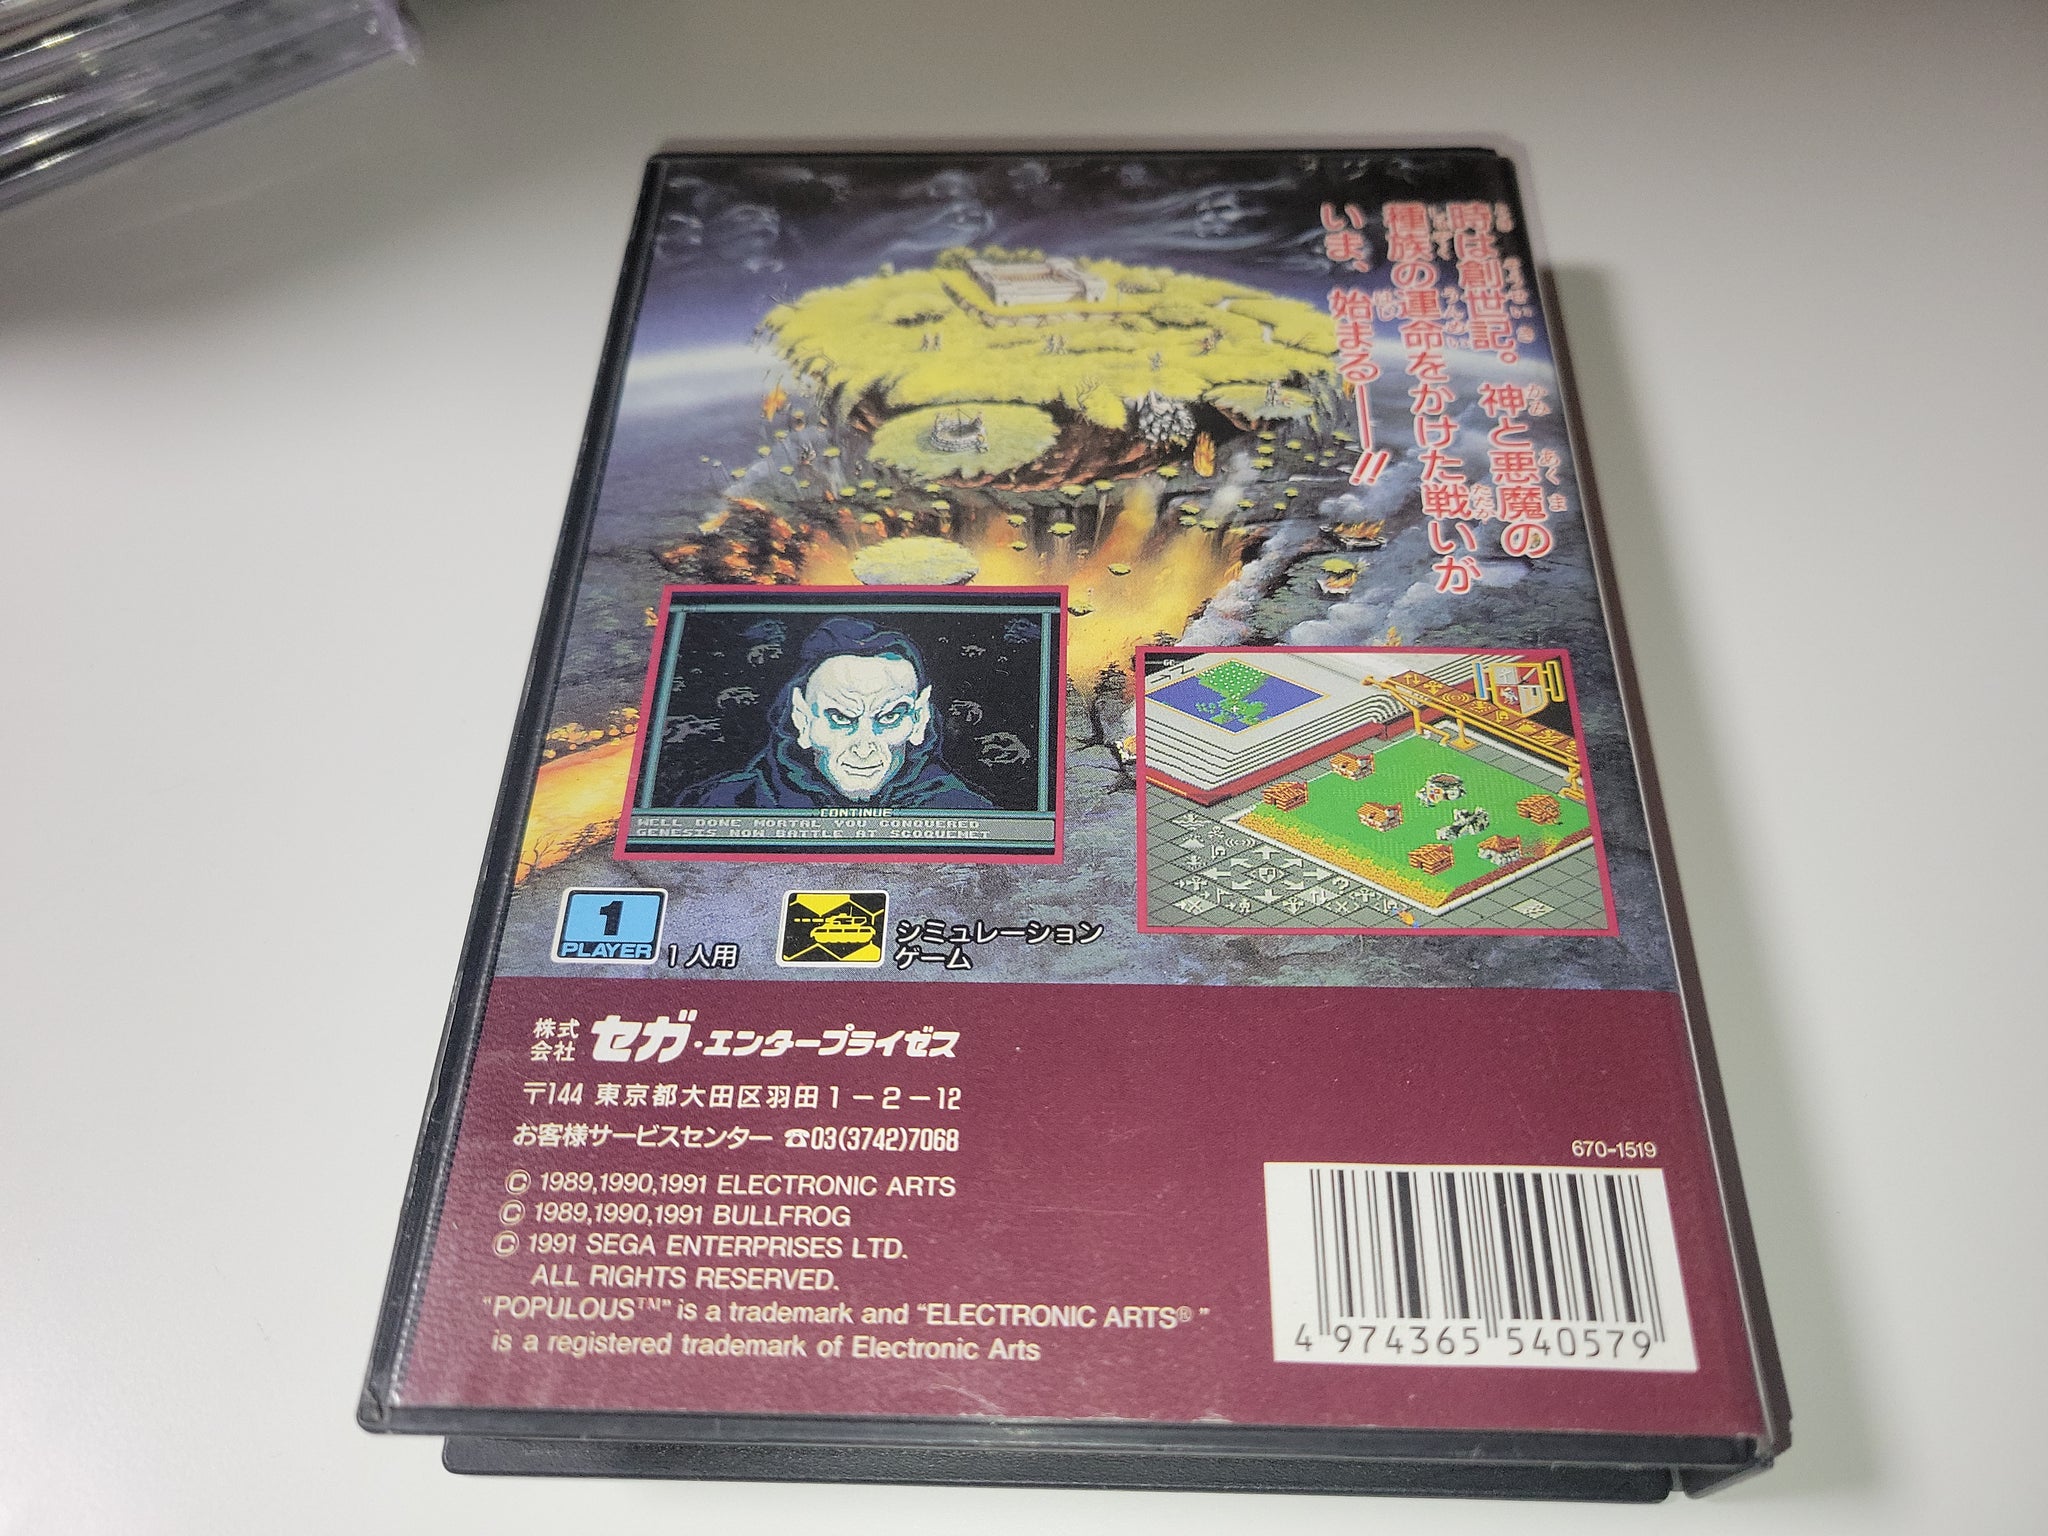 時は創世記。神と悪魔の
種族の運命をかけた戦いが
いま、始まる——!!
CONTINUE
WELL DONE MORTAL YOU CONQUERED
GENESIS NOW BATTLE AT SCOQUEMET
1
PLAYER
1人用
シミュレーション
ゲーム
株式会社 セガ・エンタープライゼス
〒144 東京都大田区羽田1-2-12
お客様サービスセンター ☎03(3742)7068
© 1989,1990,1991 ELECTRONIC ARTS
© 1989,1990,1991 BULLFROG
© 1991 SEGA ENTERPRISES LTD.
ALL RIGHTS RESERVED.
"POPULOUS™" is a trademark and "ELECTRONIC ARTS®"
is a registered trademark of Electronic Arts
670-1519
4 974365 540579